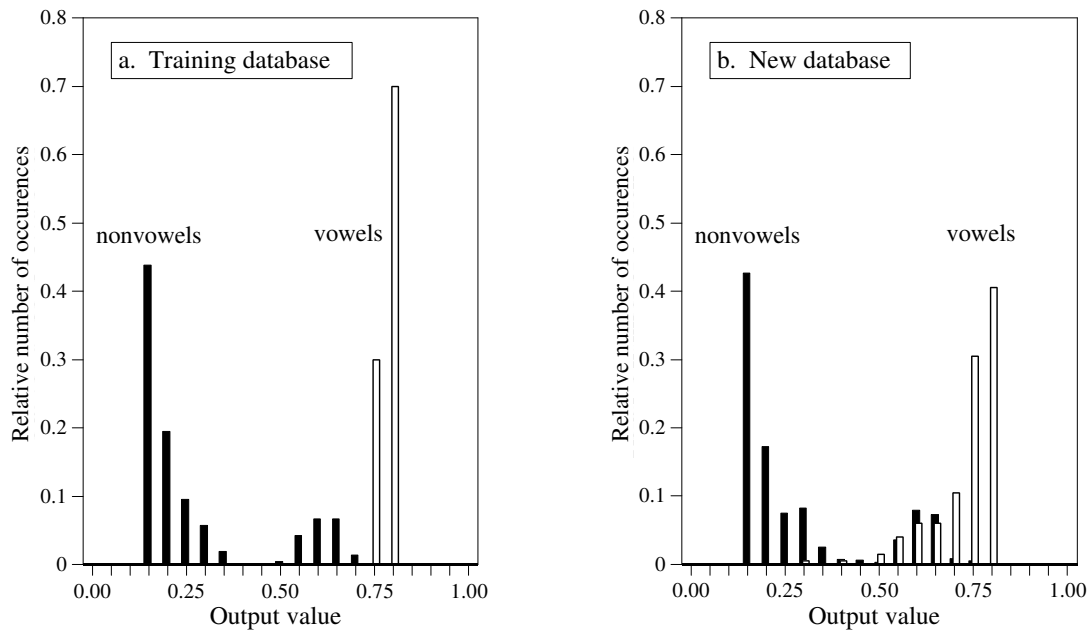 a. Training database
Relative number of occurences
0.8
0.7
0.6
0.5
0.4
0.3
0.2
0.1
0
nonvowels
vowels
0.00 0.25 0.50 0.75 1.00
Output value
b. New database
Relative number of occurences
0.8
0.7
0.6
0.5
0.4
0.3
0.2
0.1
0
nonvowels
vowels
0.00 0.25 0.50 0.75 1.00
Output value